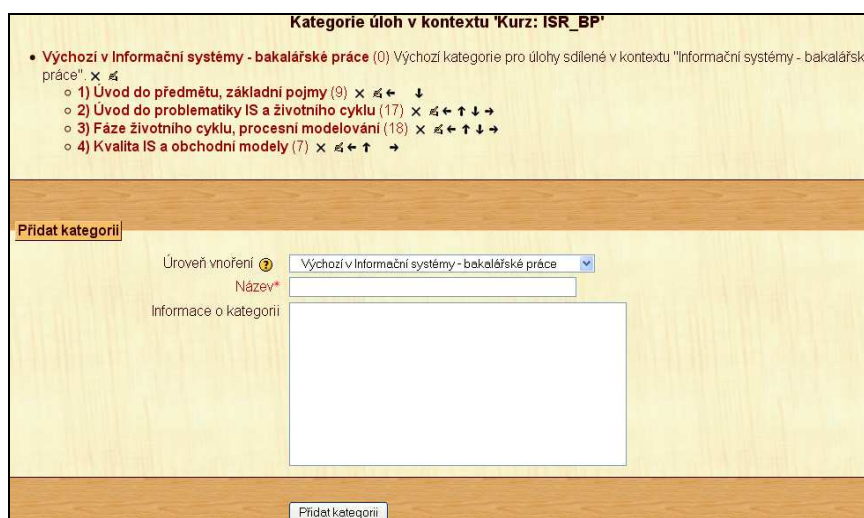 Kategorie úloh v kontextu 'Kurz: ISR_BP'
Výchozí v Informační systémy - bakalářské práce (0) Výchozí kategorie pro úlohy sdílené v kontextu "Informační systémy - bakalářsk
práce".
1) Úvod do předmětu, základní pojmy (9)
2) Úvod do problematiky IS a životního cyklu (17)
3) Fáze životního cyklu, procesní modelování (18)
4) Kvalita IS a obchodní modely (7)
Přidat kategorii
Úroveň vnoření Výchozí v Informační systémy - bakalářské práce
Název*
Informace o kategorii
Přidat kategorii